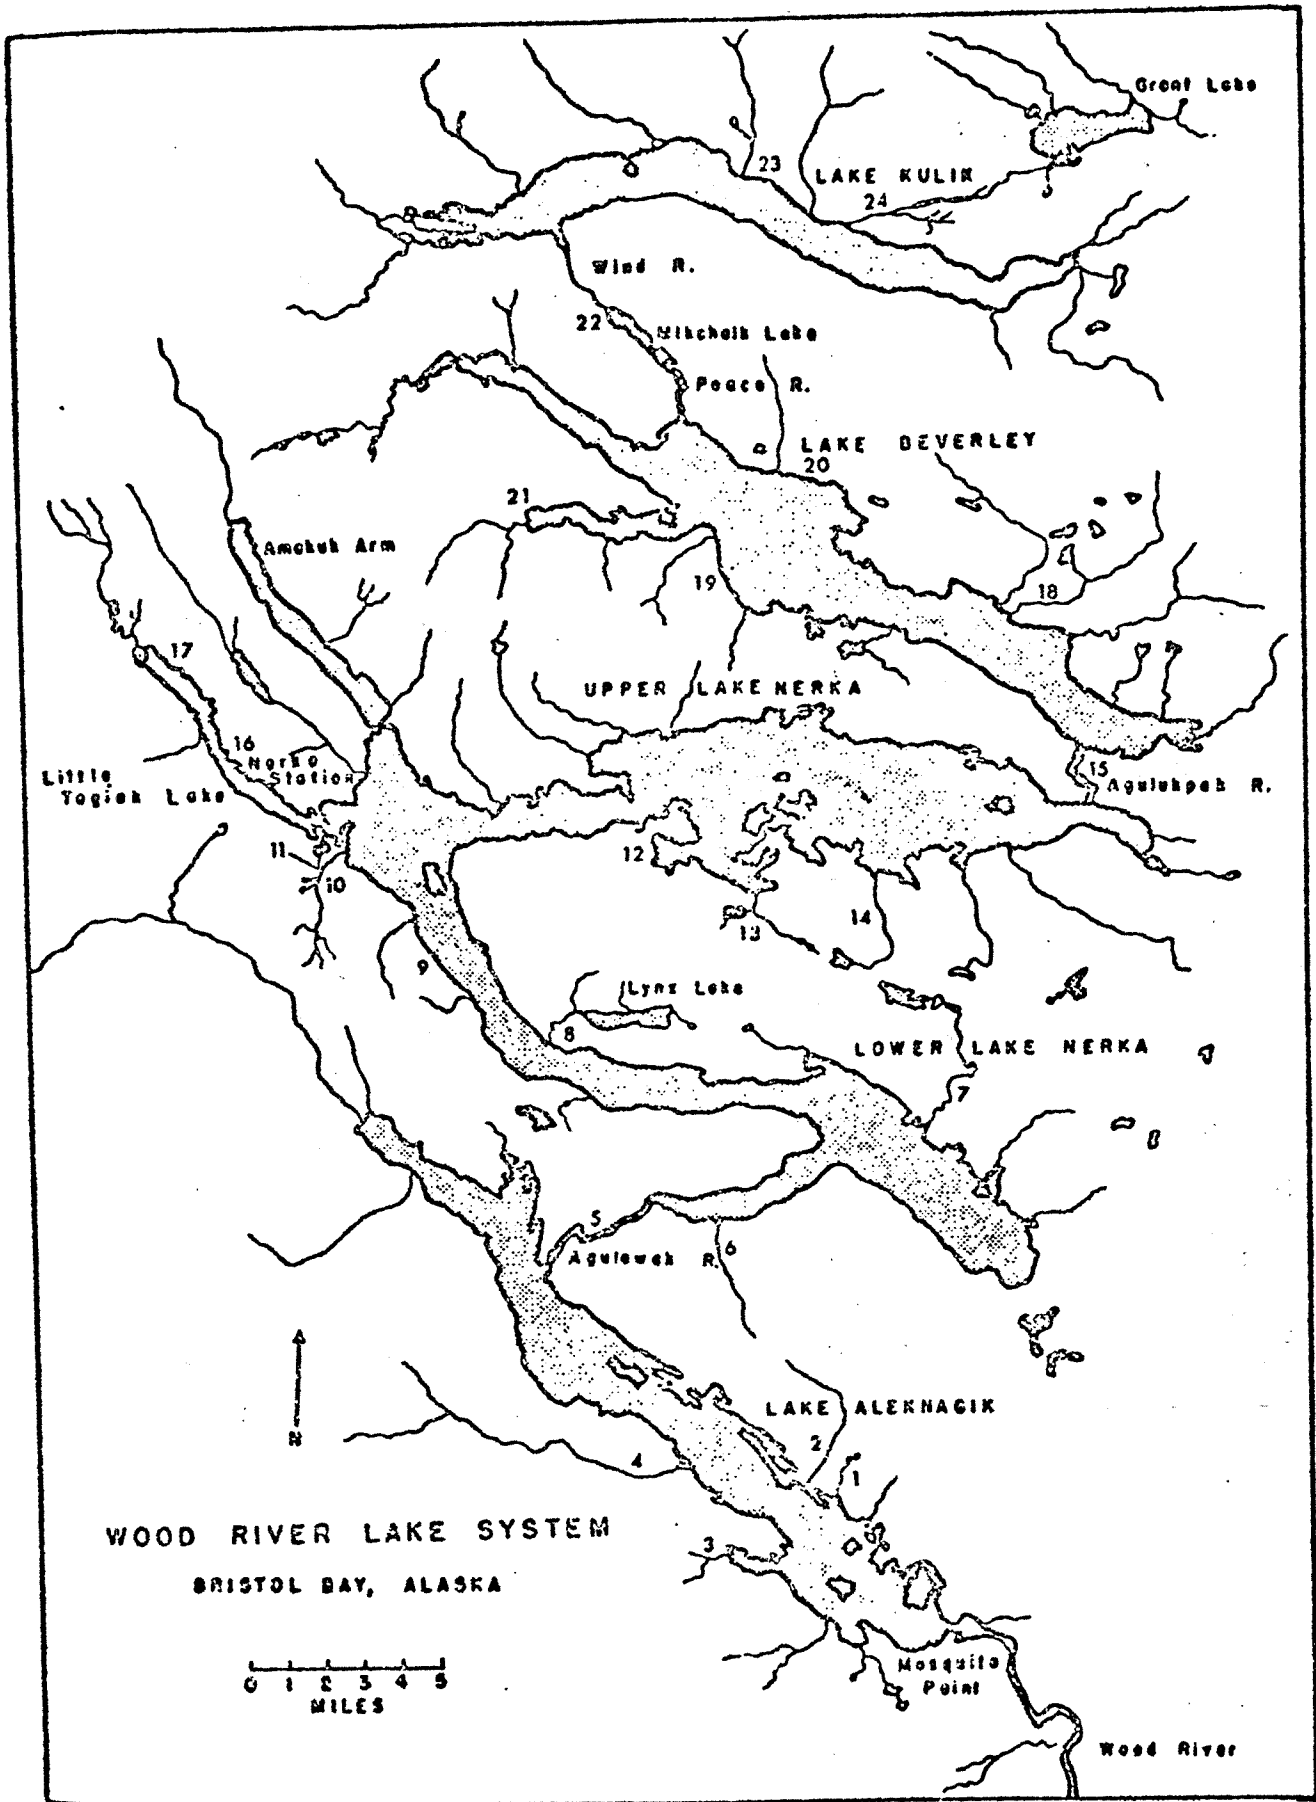 Great Lake
23
LAKE KULIK
24
Wind R.
22
Mikchalk Lake
Peace R.
LAKE BEVERLEY
20
21
Amakuk Arm
19
18
17
UPPER LAKE NERKA
16
Nerka
Station
15
Little
Togiak Lake
Agulukpak R.
11
12
10
14
13
9
Lynx Lake
8
LOWER LAKE NERKA
7
5
Agulowak R.
6
LAKE ALEKNAGIK
2
N
4
1
WOOD RIVER LAKE SYSTEM
3
BRISTOL BAY, ALASKA
Mosquito
Point
0 1 2 3 4 5
MILES
Wood River